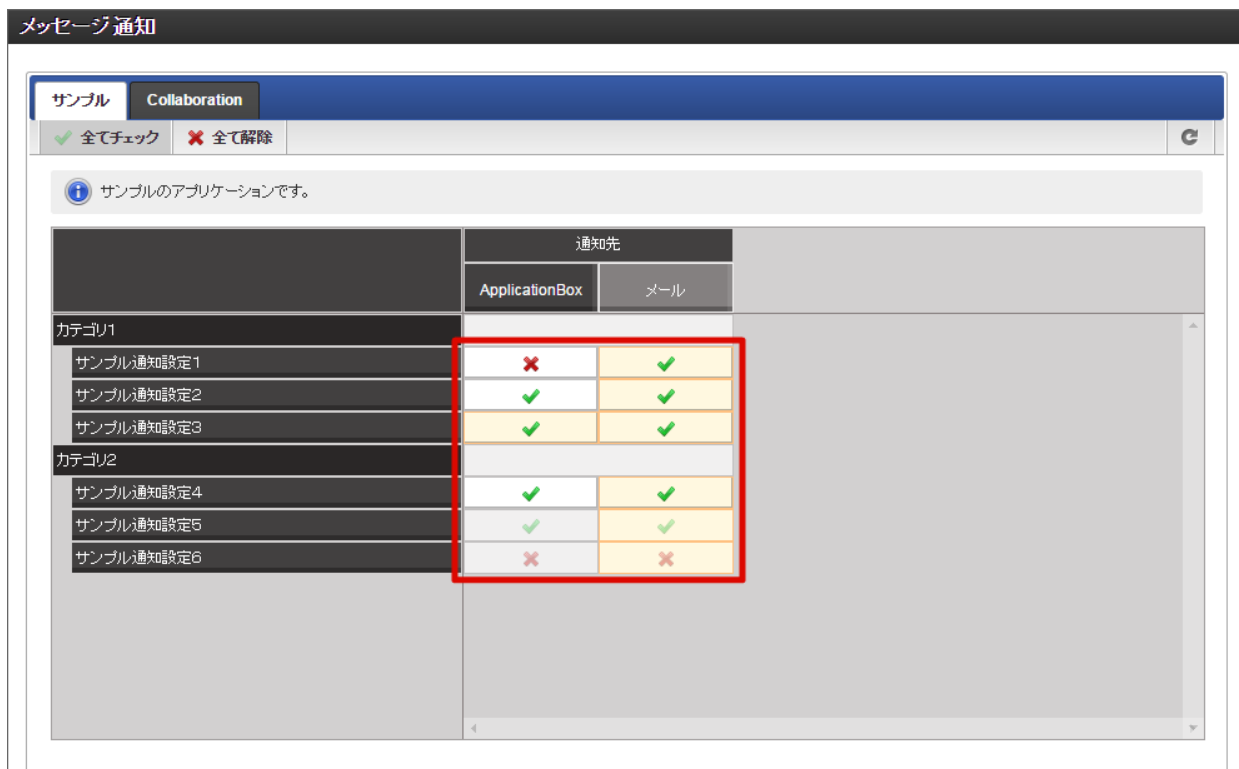 メッセージ通知
サンプル Collaboration
全てチェック 全て解除
サンプルのアプリケーションです。
通知先
ApplicationBox メール
カテゴリ1
サンプル通知設定1
サンプル通知設定2
サンプル通知設定3
カテゴリ2
サンプル通知設定4
サンプル通知設定5
サンプル通知設定6